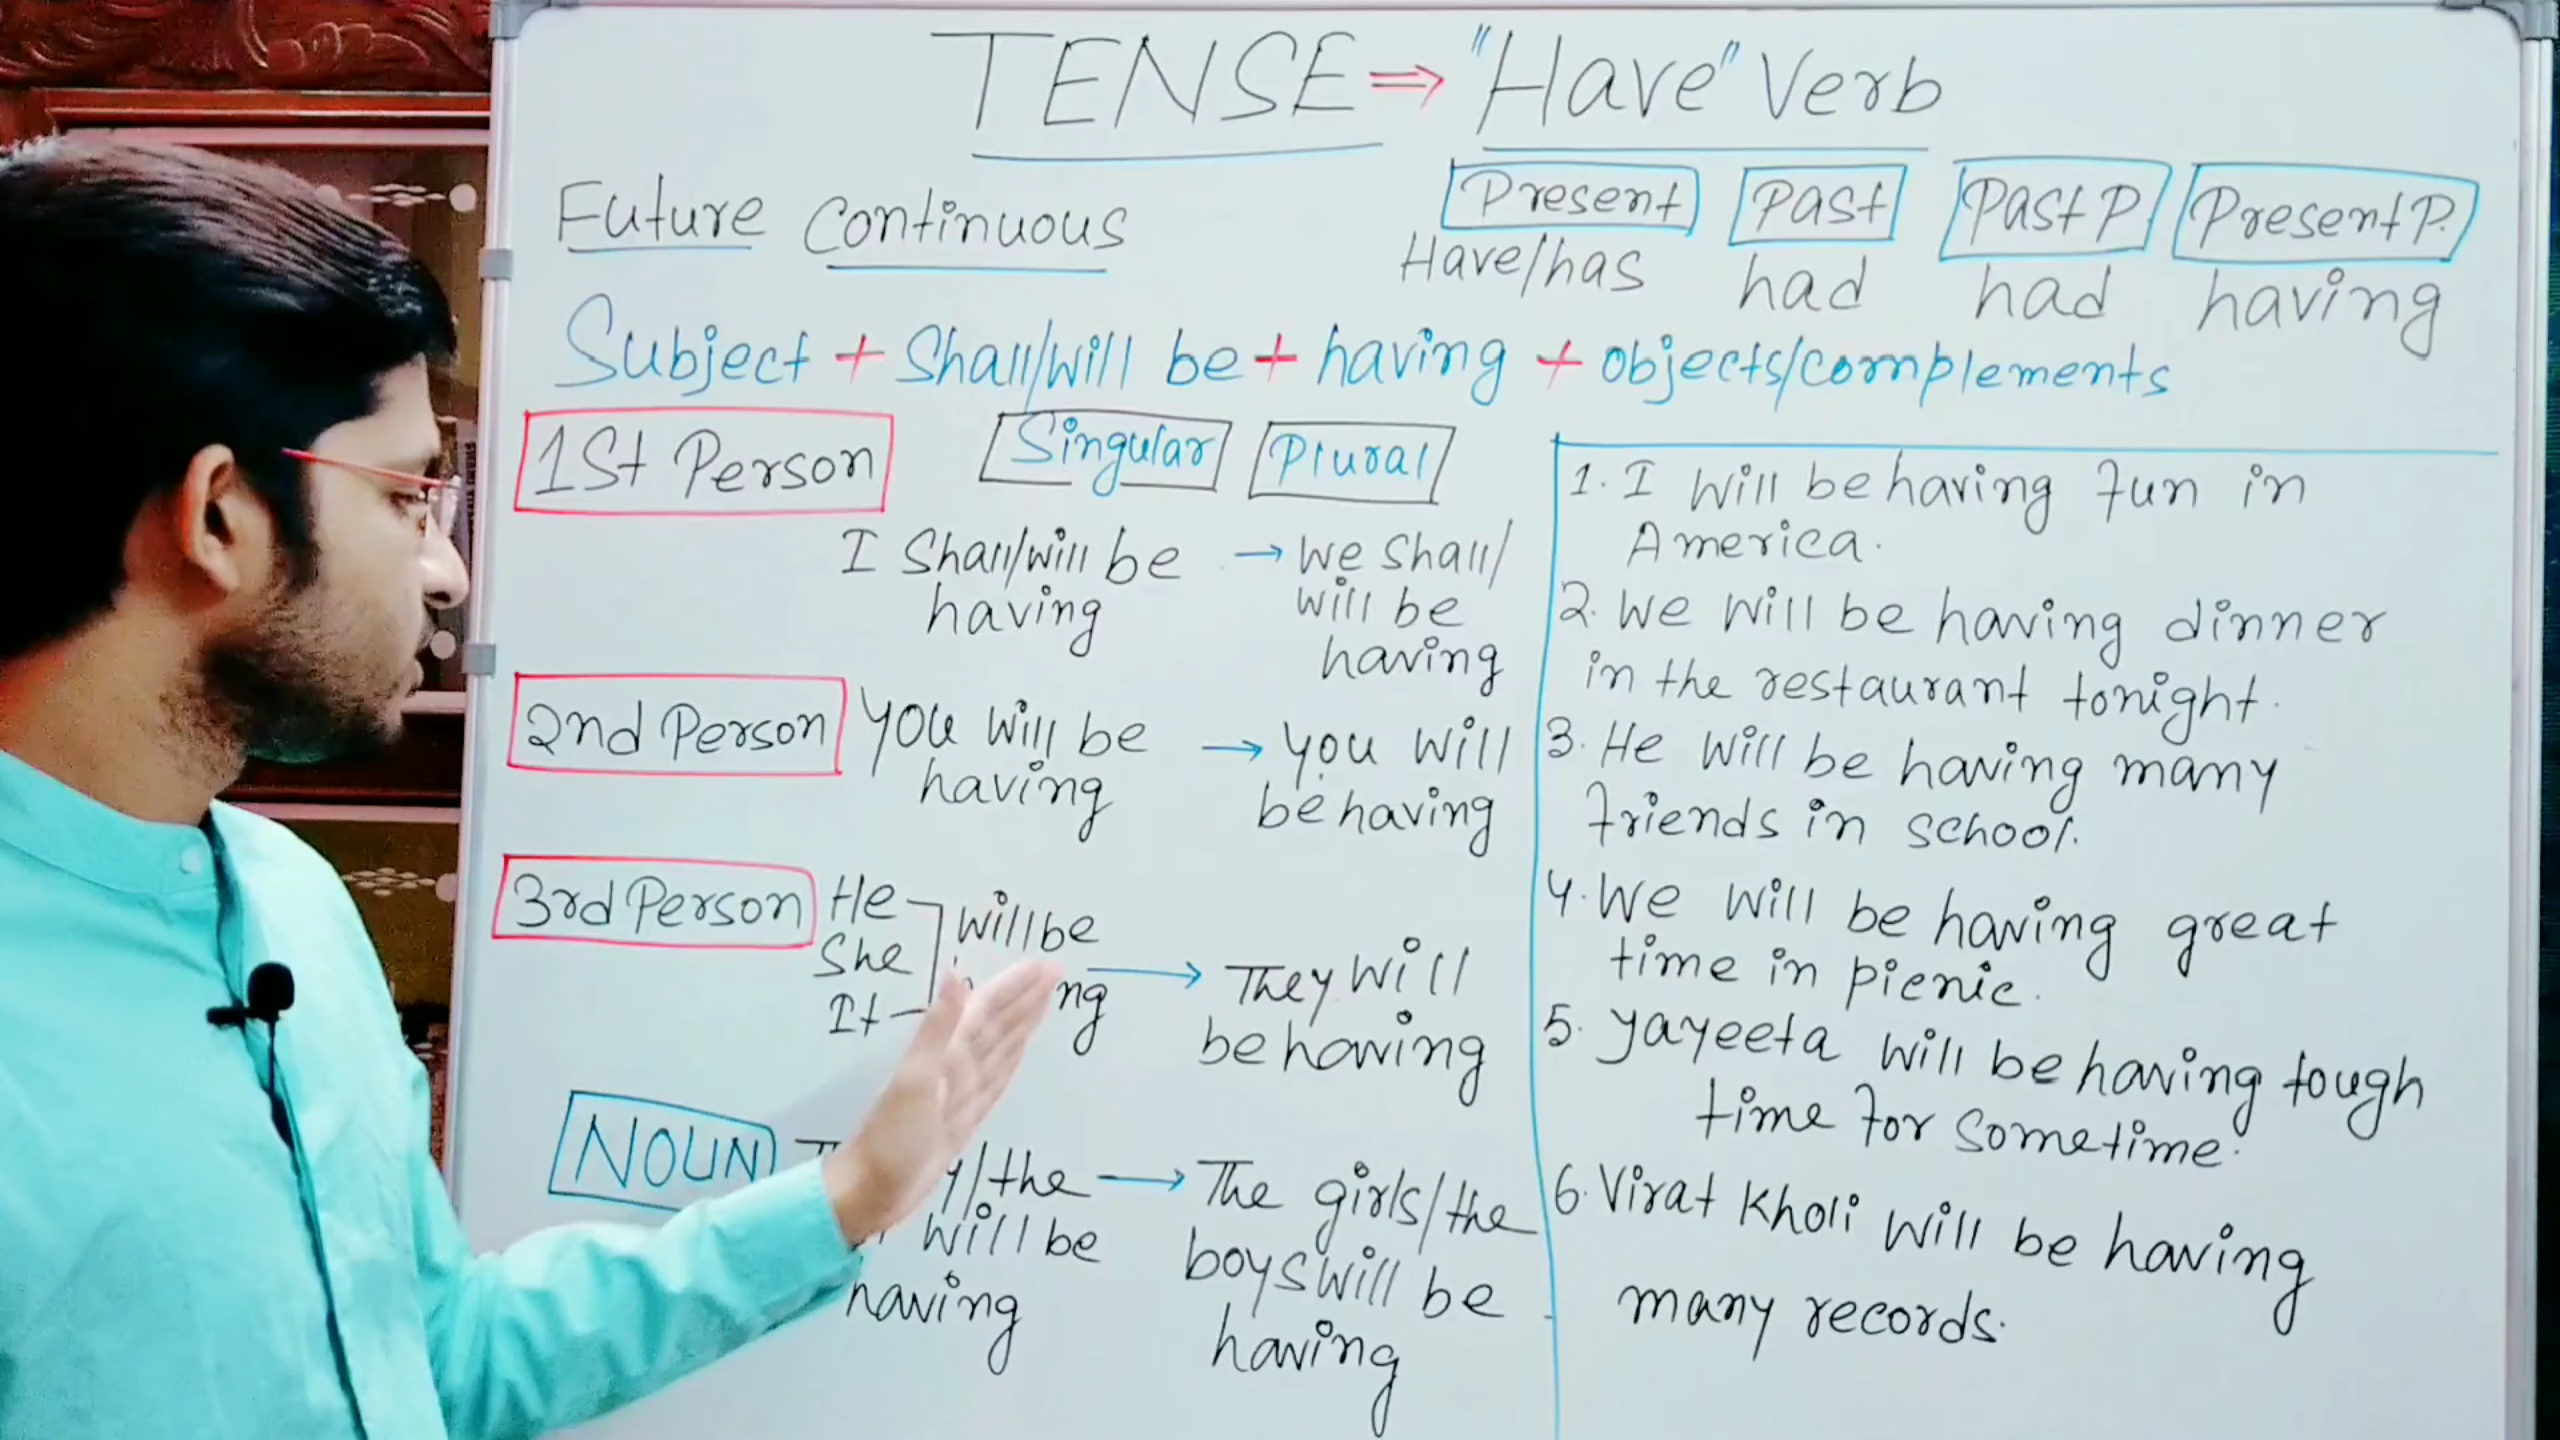 TENSE ⇒ "Have" Verb
Future Continuous
Present Past Past P. Present P.
Have/has had had having
Subject + Shall/will be + having + objects/complements
1st Person
Singular Plural
I Shall/will be → we shall/
having will be
having
2nd Person You will be → you will
having be having
3rd Person He will be
She
It
→ They will
be having
NOUN
/the → The girls/the
will be boys will be
having having
1. I will be having fun in
America.
2. We will be having dinner
in the restaurant tonight.
3. He will be having many
friends in school.
4. We will be having great
time in picnic.
5. Jayeeta will be having tough
time for sometime.
6. Virat Kholi will be having
many records.